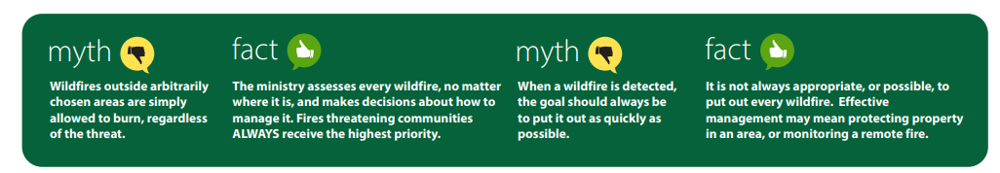 myth
Wildfires outside arbitrarily
chosen areas are simply
allowed to burn, regardless
of the threat.
fact
The ministry assesses every wildfire, no matter
where it is, and makes decisions about how to
manage it. Fires threatening communities
ALWAYS receive the highest priority.
myth
When a wildfire is detected,
the goal should always be
to put it out as quickly as
possible.
fact
It is not always appropriate, or possible, to
put out every wildfire.  Effective
management may mean protecting property
in an area, or monitoring a remote fire.